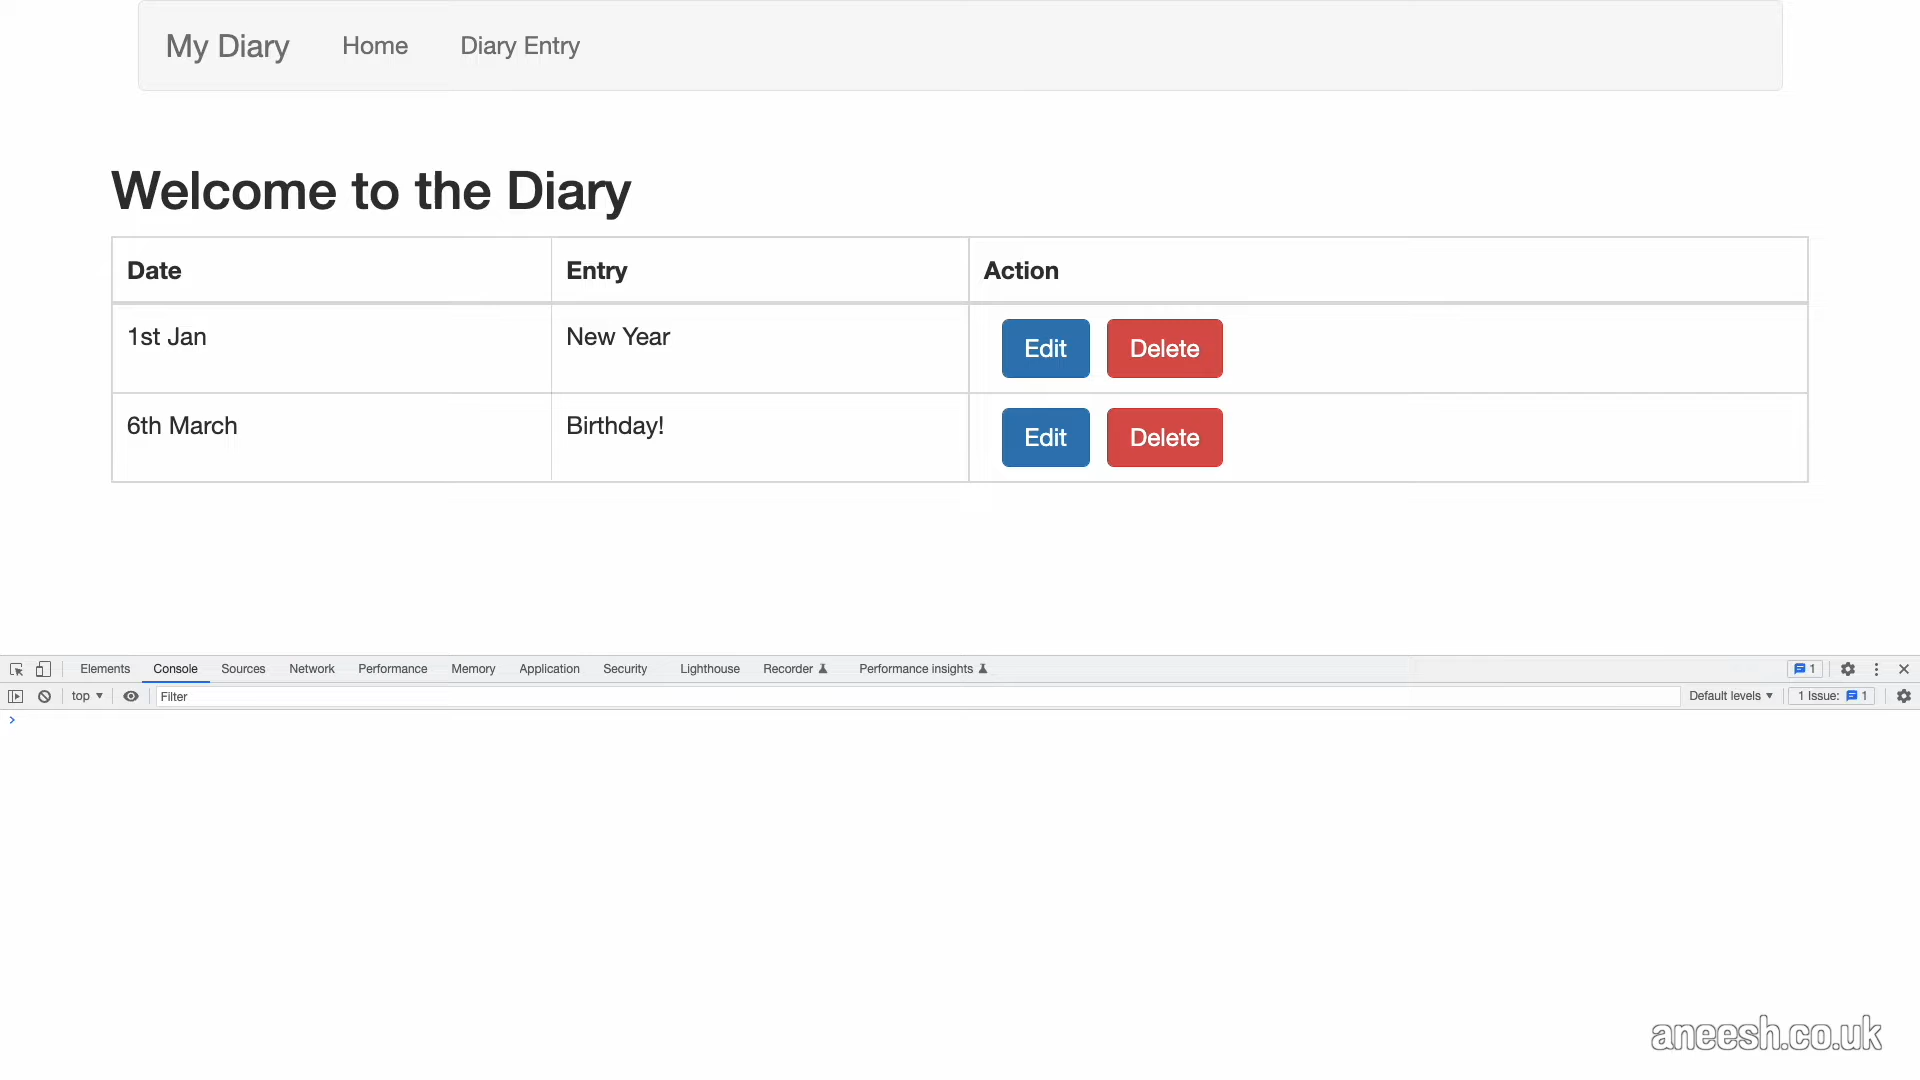 My Diary Home Diary Entry
Welcome to the Diary
Date Entry Action
1st Jan New Year Edit Delete
6th March Birthday! Edit Delete
Elements Console Sources Network Performance Memory Application Security Lighthouse Recorder Performance insights 1
top Filter Default levels 1 Issue: 1
aneesh.co.uk